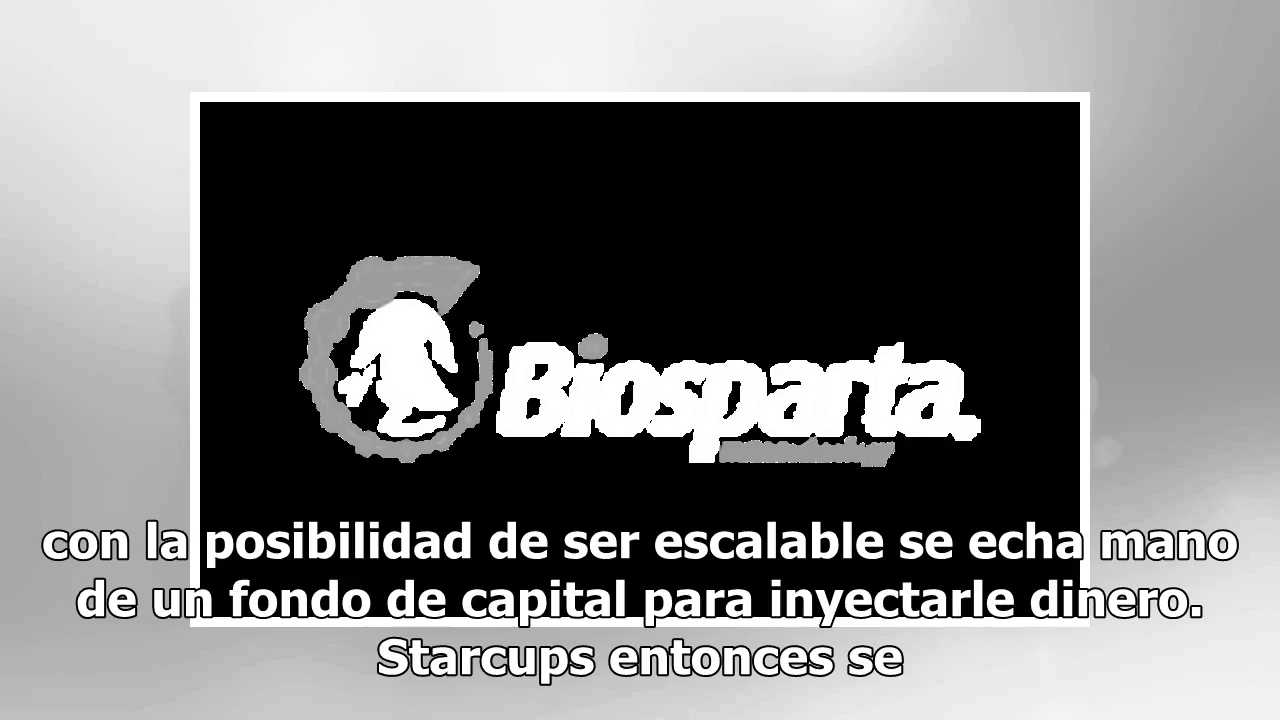 Biosparta.
con la posibilidad de ser escalable se echa mano
de un fondo de capital para inyectarle dinero.
Starcups entonces se